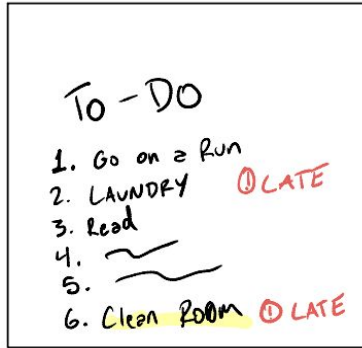 To-Do
1. Go on a Run
2. LAUNDRY ! LATE
3. Read
4.
5.
6. Clean Room ! LATE